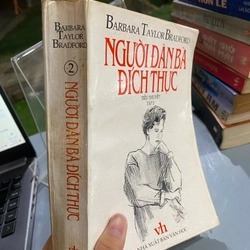 BARBARA TAYLOR BRADFORD
NGƯỜI ĐÀN BÀ
ĐÍCH THỰC
TIỂU THUYẾT
TẬP 2
vh
NHÀ XUẤT BẢN VĂN HỌC
BARBARA
TAYLOR
BRADFORD
2
NGƯỜI ĐÀN BÀ ĐÍCH THỰC
vh